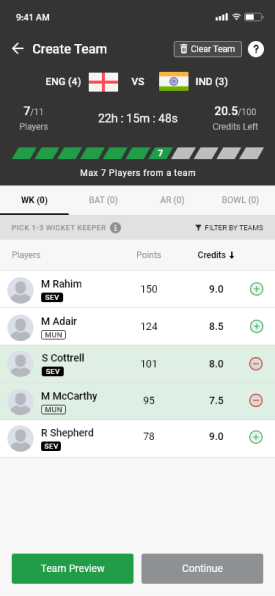 9:41 AM
Create Team
Clear Team
?
ENG (4)
VS
IND (3)
7/11
Players
22h : 15m : 48s
20.5/100
Credits Left
7
Max 7 Players from a team
WK (0)
BAT (0)
AR (0)
BOWL (0)
PICK 1-3 WICKET KEEPER
i
FILTER BY TEAMS
Players
Points
Credits
M Rahim
SEV
150
9.0
M Adair
MUN
124
8.5
S Cottrell
SEV
101
8.0
M McCarthy
MUN
95
7.5
R Shepherd
SEV
78
9.0
Team Preview
Continue